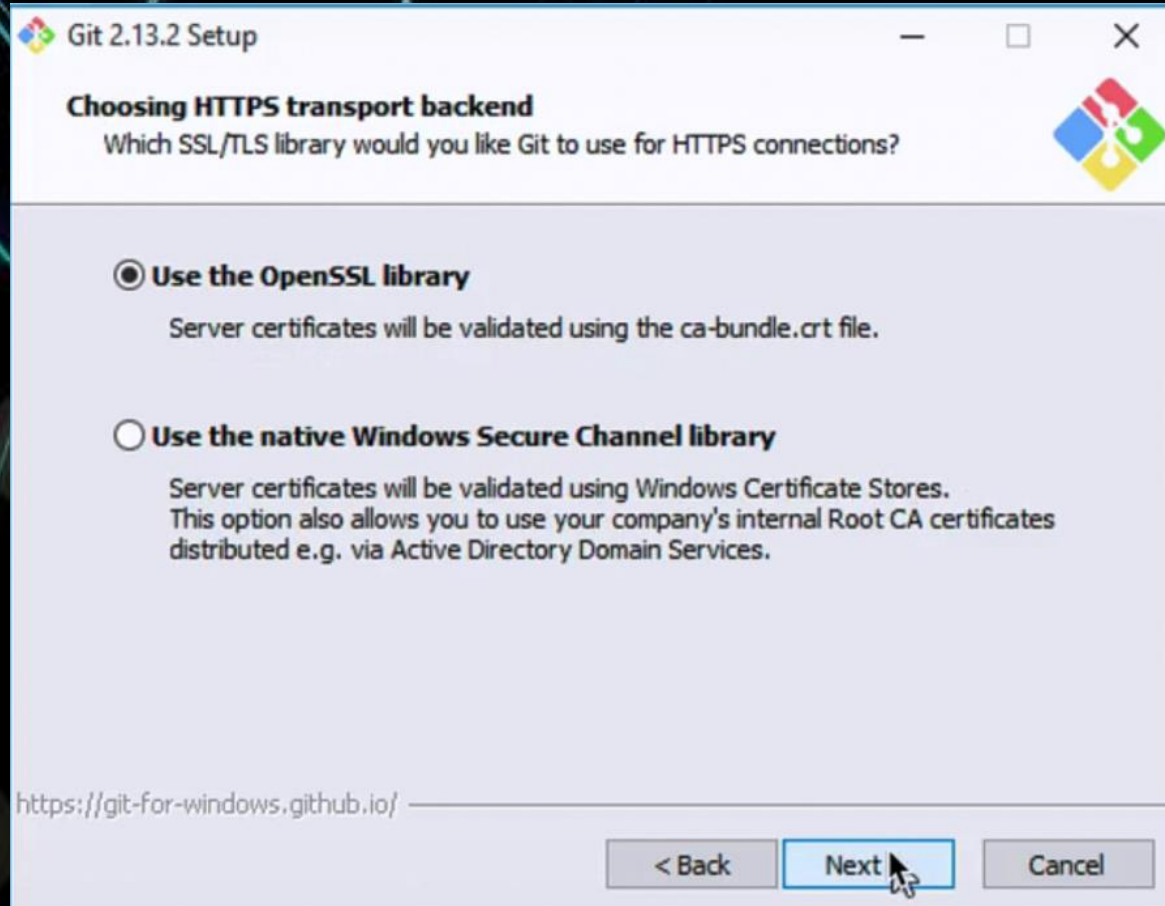 Git 2.13.2 Setup
Choosing HTTPS transport backend
Which SSL/TLS library would you like Git to use for HTTPS connections?
Use the OpenSSL library
Server certificates will be validated using the ca-bundle.crt file.
Use the native Windows Secure Channel library
Server certificates will be validated using Windows Certificate Stores.
This option also allows you to use your company's internal Root CA certificates
distributed e.g. via Active Directory Domain Services.
https://git-for-windows.github.io/
< Back
Next
Cancel